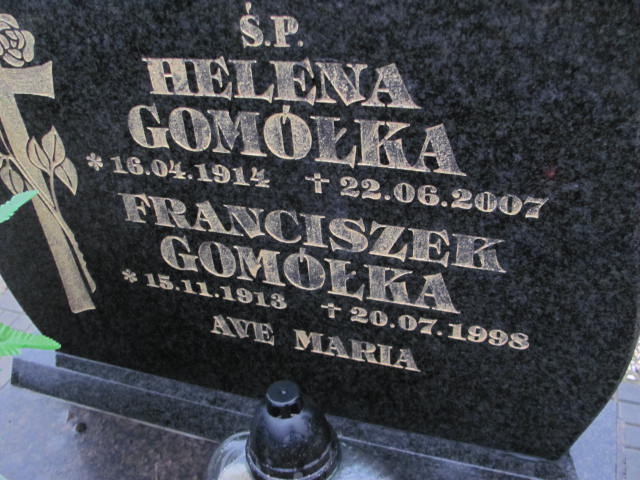 Ś.P.
HELENA
GOMÓŁKA
* 16.04.1914 † 22.06.2007
FRANCISZEK
GOMÓŁKA
* 15.11.1913 † 20.07.1998
AVE MARIA